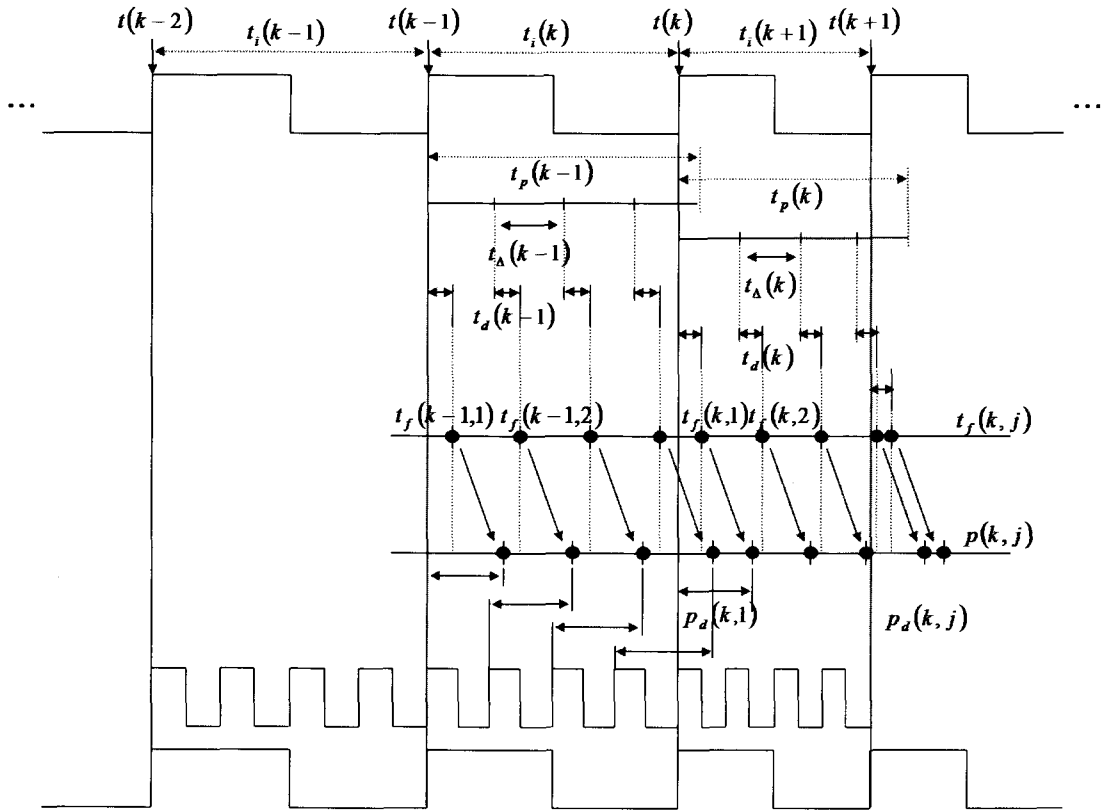 t(k−2) t_i(k−1) t(k−1) t_i(k) t(k) t_i(k+1) t(k+1)
... ...
t_p(k−1)
t_p(k)
t_Δ(k−1)
t_Δ(k)
t_d(k−1)
t_d(k)
t_f(k−1,1) t_f(k−1,2) t_f(k,1) t_f(k,2) t_f(k,j)
p(k,j)
p_d(k,1) p_d(k,j)